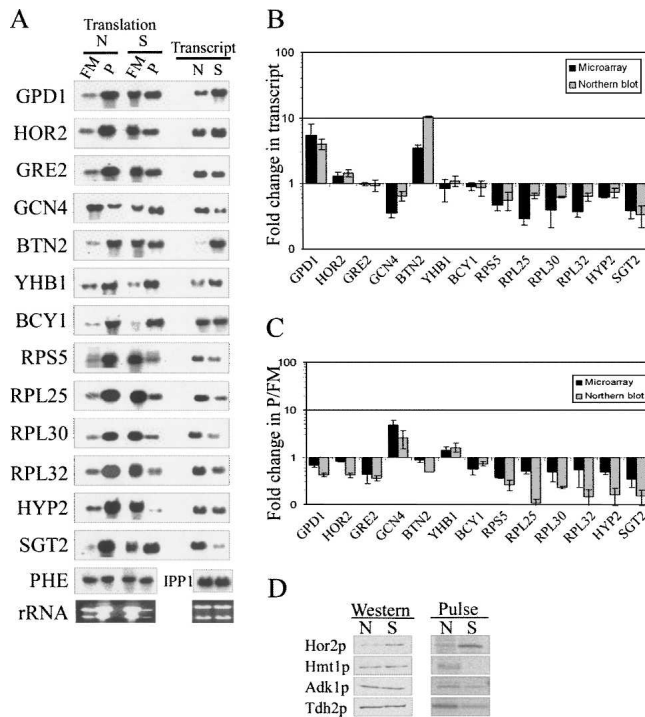 A
Translation
N S
FM P FM P
Transcript
N S
GPD1
HOR2
GRE2
GCN4
BTN2
YHB1
BCY1
RPS5
RPL25
RPL30
RPL32
HYP2
SGT2
PHE IPP1
rRNA
B
Fold change in transcript
100
10
1
0
Microarray
Northern blot
GPD1 HOR2 GRE2 GCN4 BTN2 YHB1 BCY1 RPS5 RPL25 RPL30 RPL32 HYP2 SGT2
C
Fold change in P/FM
100
10
1
0
Microarray
Northern blot
GPD1 HOR2 GRE2 GCN4 BTN2 YHB1 BCY1 RPS5 RPL25 RPL30 RPL32 HYP2 SGT2
D
Western Pulse
N S N S
Hor2p
Hmt1p
Adk1p
Tdh2p